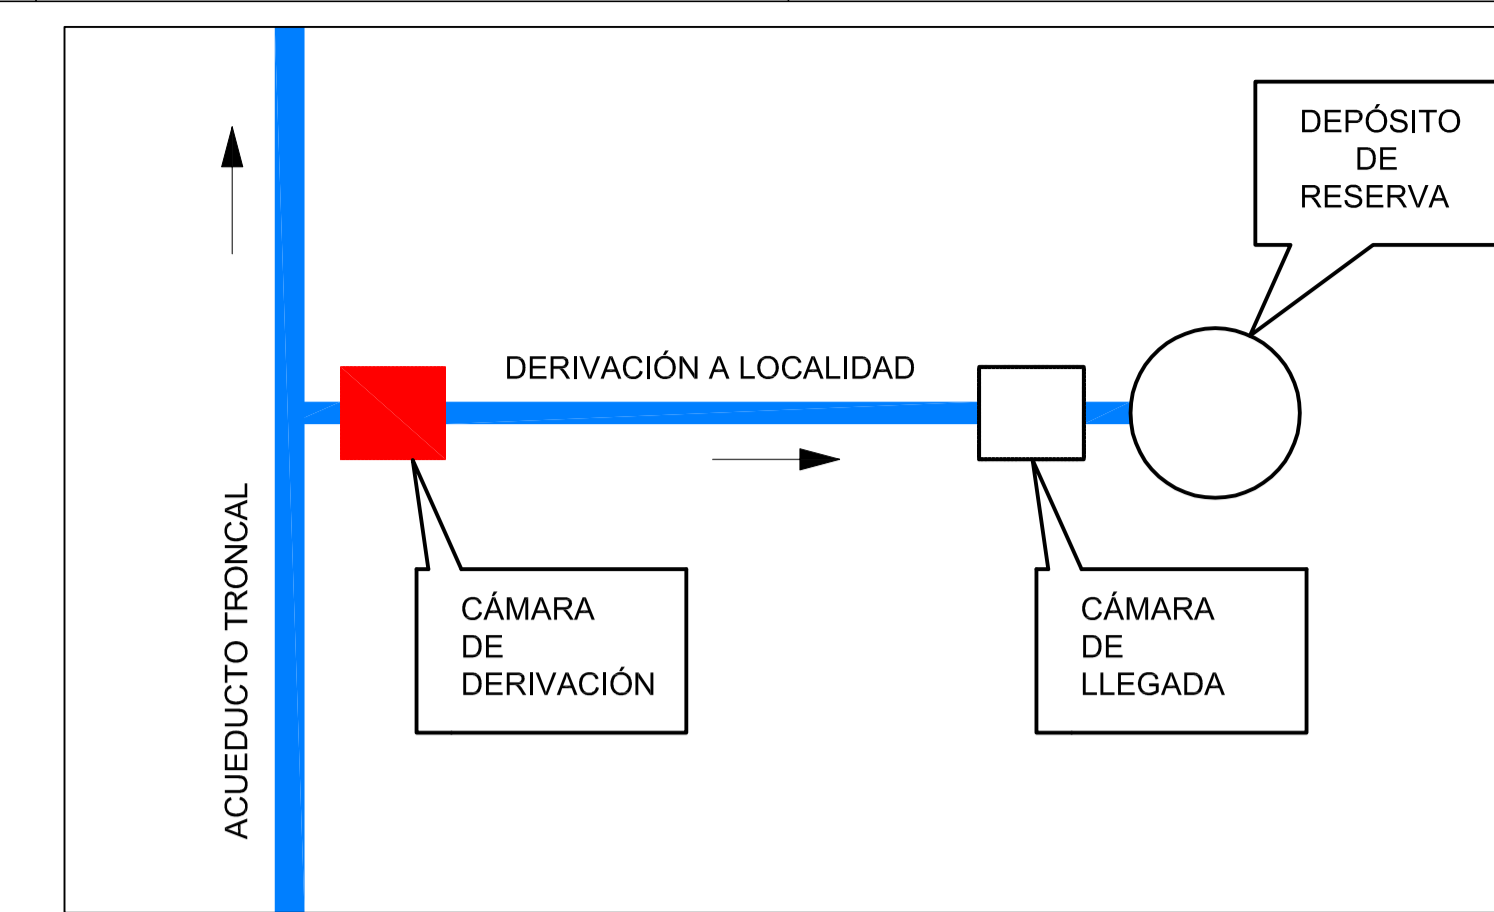 DEPÓSITO
DE
RESERVA
DERIVACIÓN A LOCALIDAD
ACUEDUCTO TRONCAL
CÁMARA
DE
DERIVACIÓN
CÁMARA
DE
LLEGADA